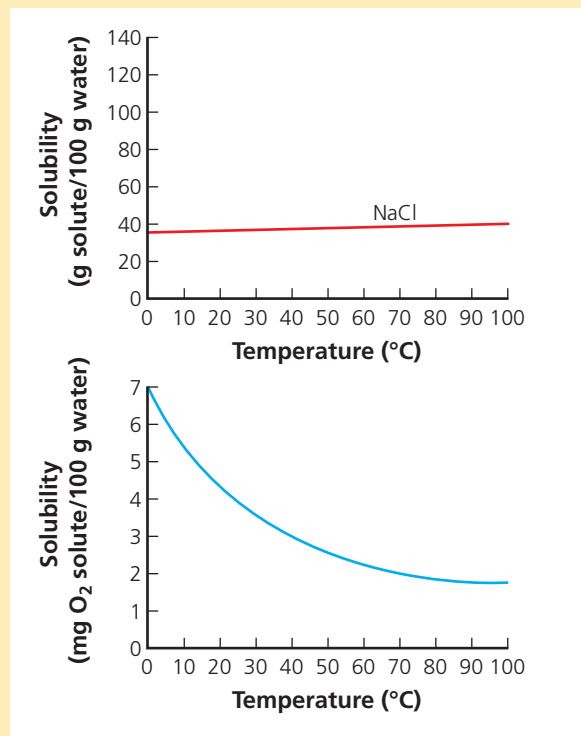 Solubility
(g solute/100 g water)
140
120
100
80
60
40
20
0
NaCl
0 10 20 30 40 50 60 70 80 90 100
Temperature (°C)
Solubility
(mg O₂ solute/100 g water)
7
6
5
4
3
2
1
0
0 10 20 30 40 50 60 70 80 90 100
Temperature (°C)